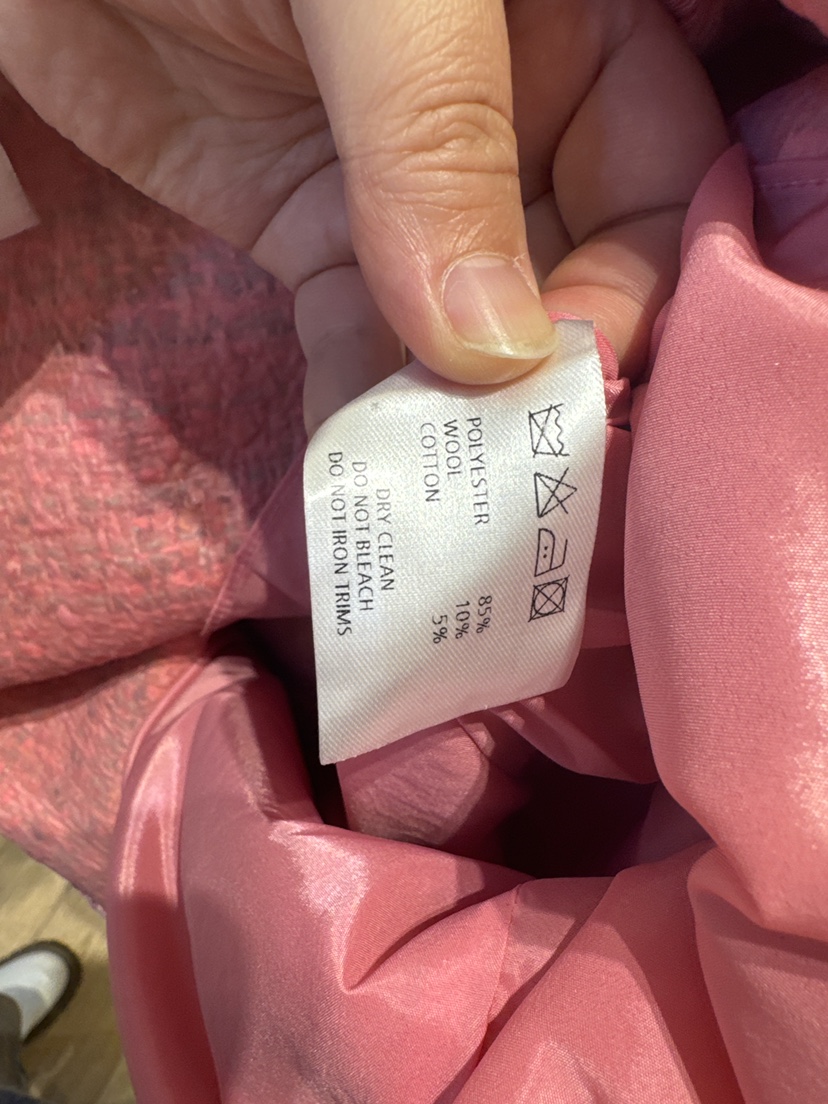 POLYESTER 85%
WOOL 10%
COTTON 5%
DRY CLEAN
DO NOT BLEACH
DO NOT IRON TRIMS